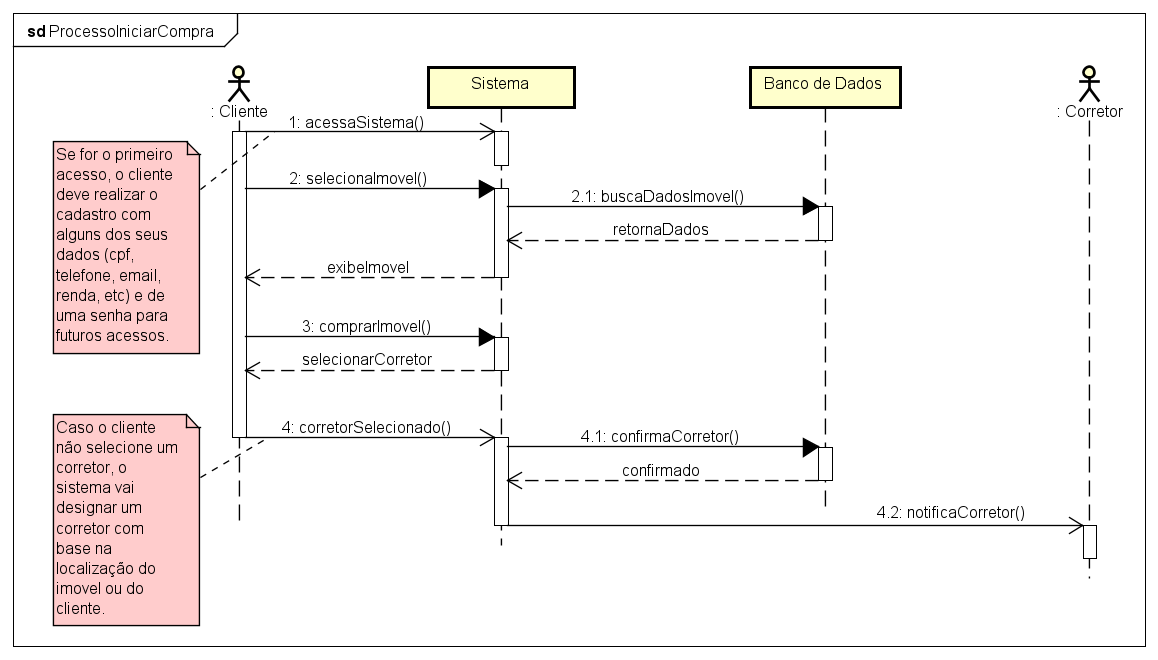 sd ProcessoIniciarCompra
: Cliente
Sistema
Banco de Dados
: Corretor
1: acessaSistema()
Se for o primeiro
acesso, o cliente
deve realizar o
cadastro com
alguns dos seus
dados (cpf,
telefone, email,
renda, etc) e de
uma senha para
futuros acessos.
2: selecionaImovel()
2.1: buscaDadosImovel()
retornaDados
exibeImovel
3: comprarImovel()
selecionarCorretor
Caso o cliente
não selecione um
corretor, o
sistema vai
designar um
corretor com
base na
localização do
imovel ou do
cliente.
4: corretorSelecionado()
4.1: confirmaCorretor()
confirmado
4.2: notificaCorretor()